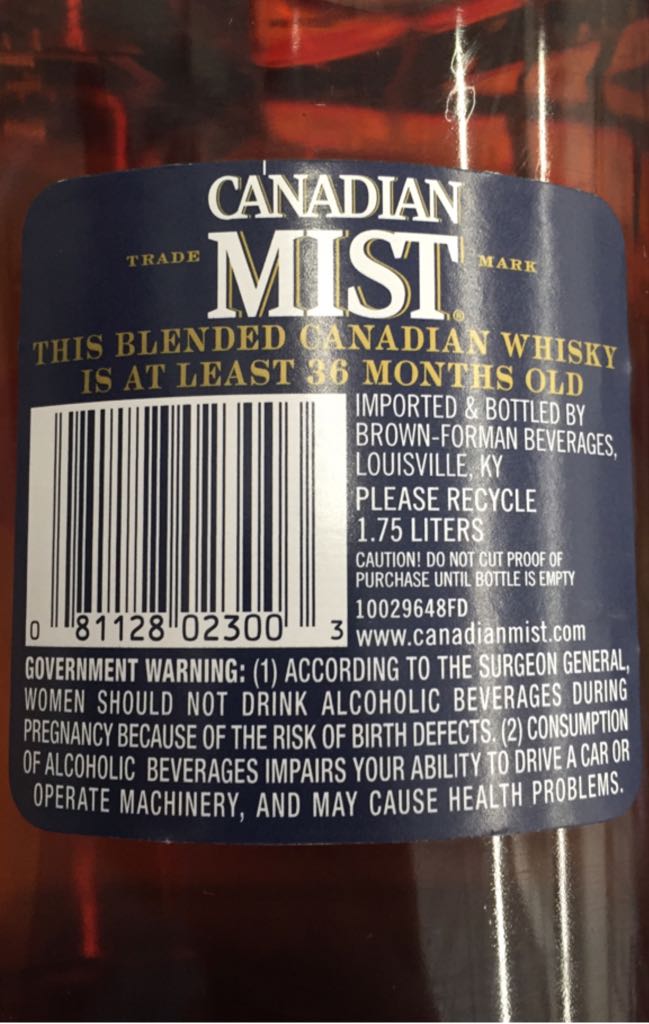 CANADIAN
TRADE MIST® MARK
THIS BLENDED CANADIAN WHISKY
IS AT LEAST 36 MONTHS OLD
IMPORTED & BOTTLED BY
BROWN-FORMAN BEVERAGES,
LOUISVILLE, KY
PLEASE RECYCLE
1.75 LITERS
CAUTION! DO NOT CUT PROOF OF
PURCHASE UNTIL BOTTLE IS EMPTY
10029648FD
www.canadianmist.com
0 81128 02300 3
GOVERNMENT WARNING: (1) ACCORDING TO THE SURGEON GENERAL,
WOMEN SHOULD NOT DRINK ALCOHOLIC BEVERAGES DURING
PREGNANCY BECAUSE OF THE RISK OF BIRTH DEFECTS. (2) CONSUMPTION
OF ALCOHOLIC BEVERAGES IMPAIRS YOUR ABILITY TO DRIVE A CAR OR
OPERATE MACHINERY, AND MAY CAUSE HEALTH PROBLEMS.